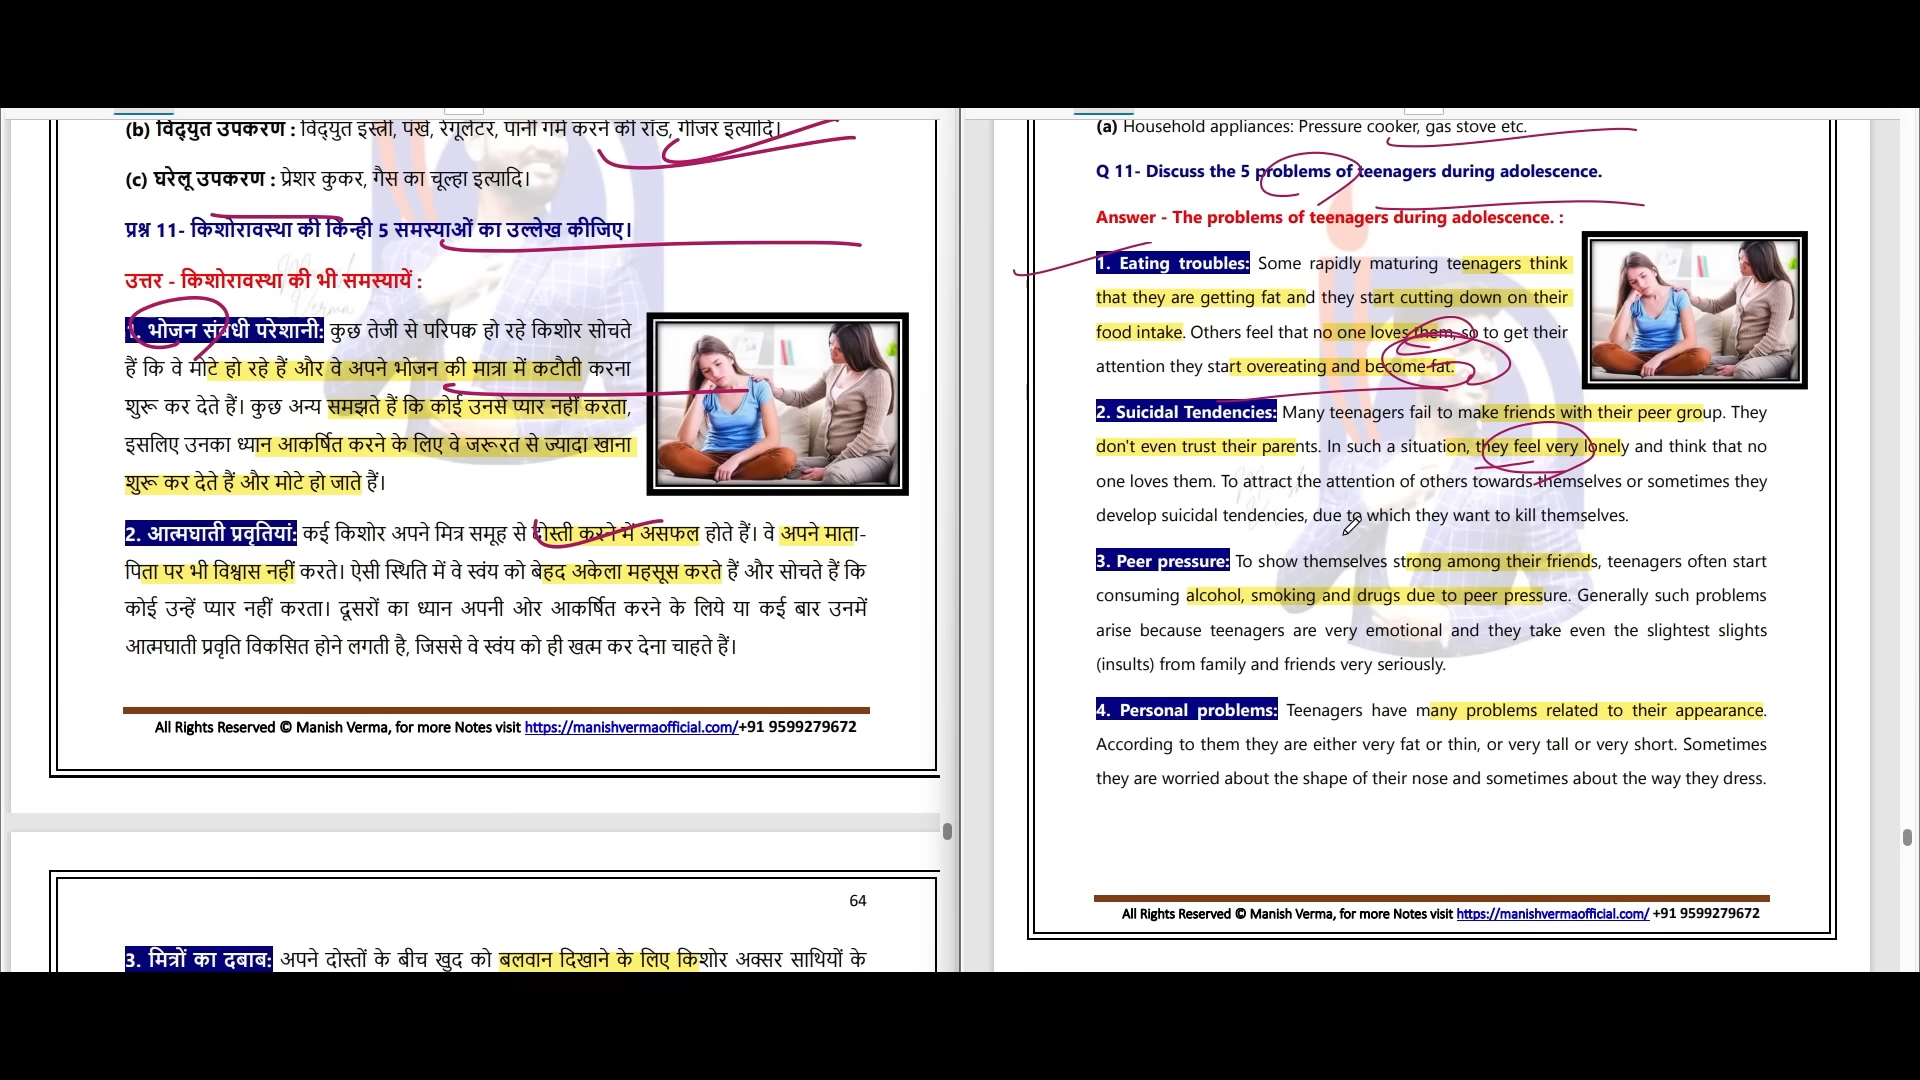 (b) विद्युत उपकरण : विद्युत इस्त्री, पंखे, रेगूलेटर, पानी गर्म करने की रॉड, गीजर इत्यादि।
(c) घरेलू उपकरण : प्रेशर कुकर, गैस का चूल्हा इत्यादि।
प्रश्न 11- किशोरावस्था की किन्ही 5 समस्याओं का उल्लेख कीजिए।
उत्तर - किशोरावस्था की भी समस्यायें :
1. भोजन संबंधी परेशानी: कुछ तेजी से परिपक्व हो रहे किशोर सोचते
हैं कि वे मोटे हो रहे हैं और वे अपने भोजन की मात्रा में कटौती करना
शुरू कर देते हैं। कुछ अन्य समझते हैं कि कोई उनसे प्यार नहीं करता,
इसलिए उनका ध्यान आकर्षित करने के लिए वे जरूरत से ज्यादा खाना
शुरू कर देते हैं और मोटे हो जाते हैं।
2. आत्मघाती प्रवृतियां: कई किशोर अपने मित्र समूह से दोस्ती करने में असफल होते हैं। वे अपने माता-
पिता पर भी विश्वास नहीं करते। ऐसी स्थिति में वे स्वंय को बेहद अकेला महसूस करते हैं और सोचते हैं कि
कोई उन्हें प्यार नहीं करता। दूसरों का ध्यान अपनी ओर आकर्षित करने के लिये या कई बार उनमें
आत्मघाती प्रवृति विकसित होने लगती है, जिससे वे स्वंय को ही खत्म कर देना चाहते हैं।
All Rights Reserved © Manish Verma, for more Notes visit https://manishvermaofficial.com/+91 9599279672
64
3. मित्रों का दबाब: अपने दोस्तों के बीच खुद को बलवान दिखाने के लिए किशोर अक्सर साथियों के
(a) Household appliances: Pressure cooker, gas stove etc.
Q 11- Discuss the 5 problems of teenagers during adolescence.
Answer - The problems of teenagers during adolescence. :
1. Eating troubles: Some rapidly maturing teenagers think
that they are getting fat and they start cutting down on their
food intake. Others feel that no one loves them, so to get their
attention they start overeating and become fat.
2. Suicidal Tendencies: Many teenagers fail to make friends with their peer group. They
don't even trust their parents. In such a situation, they feel very lonely and think that no
one loves them. To attract the attention of others towards themselves or sometimes they
develop suicidal tendencies, due to which they want to kill themselves.
3. Peer pressure: To show themselves strong among their friends, teenagers often start
consuming alcohol, smoking and drugs due to peer pressure. Generally such problems
arise because teenagers are very emotional and they take even the slightest slights
(insults) from family and friends very seriously.
4. Personal problems: Teenagers have many problems related to their appearance.
According to them they are either very fat or thin, or very tall or very short. Sometimes
they are worried about the shape of their nose and sometimes about the way they dress.
All Rights Reserved © Manish Verma, for more Notes visit https://manishvermaofficial.com/ +91 9599279672